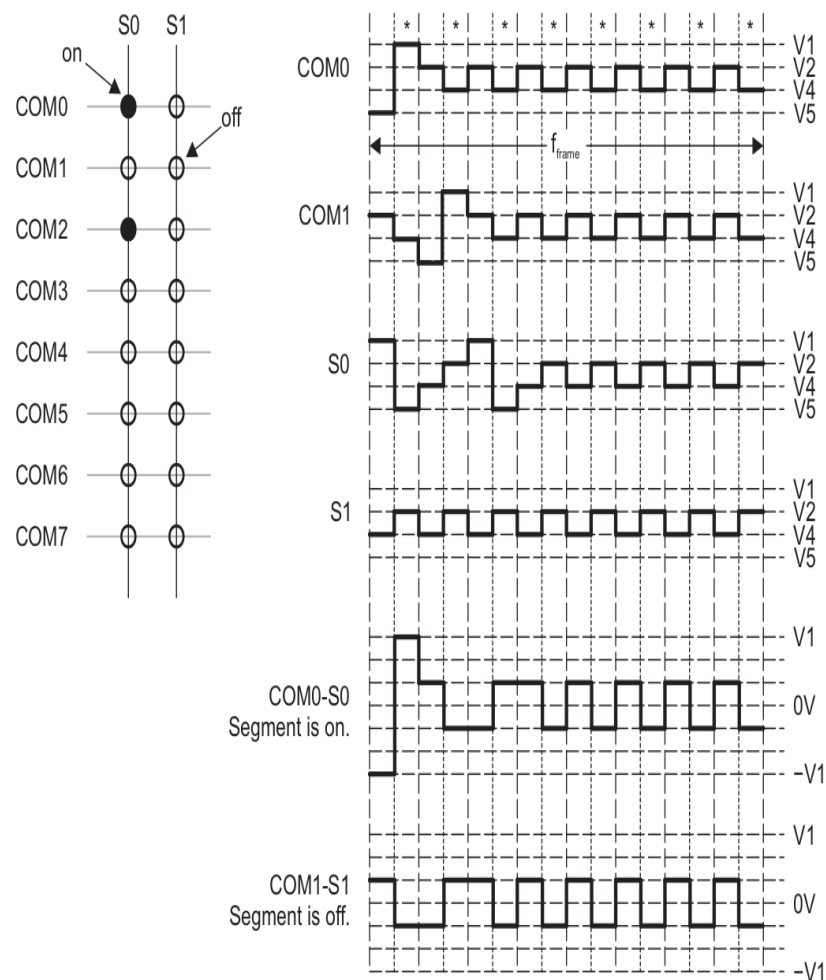 S0 S1
on
off
COM0
COM1
COM2
COM3
COM4
COM5
COM6
COM7
* * * * * * * *
COM0
V1
V2
V4
V5
fframe
COM1
V1
V2
V4
V5
S0
V1
V2
V4
V5
S1
V1
V2
V4
V5
COM0-S0
Segment is on.
V1
0V
–V1
COM1-S1
Segment is off.
V1
0V
–V1